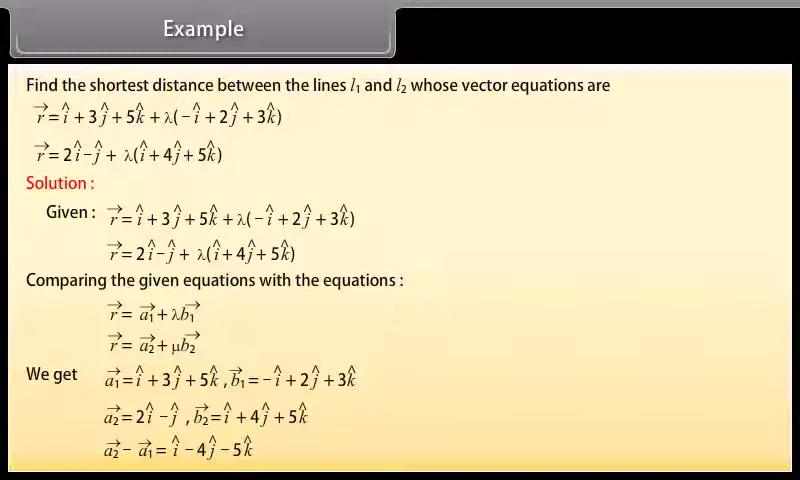 Example
Find the shortest distance between the lines l₁ and l₂ whose vector equations are
r⃗ = î + 3ĵ + 5k̂ + λ(−î + 2ĵ + 3k̂)
r⃗ = 2î − ĵ + λ(î + 4ĵ + 5k̂)
Solution :
Given : r⃗ = î + 3ĵ + 5k̂ + λ(−î + 2ĵ + 3k̂)
r⃗ = 2î − ĵ + λ(î + 4ĵ + 5k̂)
Comparing the given equations with the equations :
r⃗ = a⃗₁ + λb⃗₁
r⃗ = a⃗₂ + μb⃗₂
We get a⃗₁ = î + 3ĵ + 5k̂ , b⃗₁ = −î + 2ĵ + 3k̂
a⃗₂ = 2î − ĵ , b⃗₂ = î + 4ĵ + 5k̂
a⃗₂ − a⃗₁ = î − 4ĵ − 5k̂